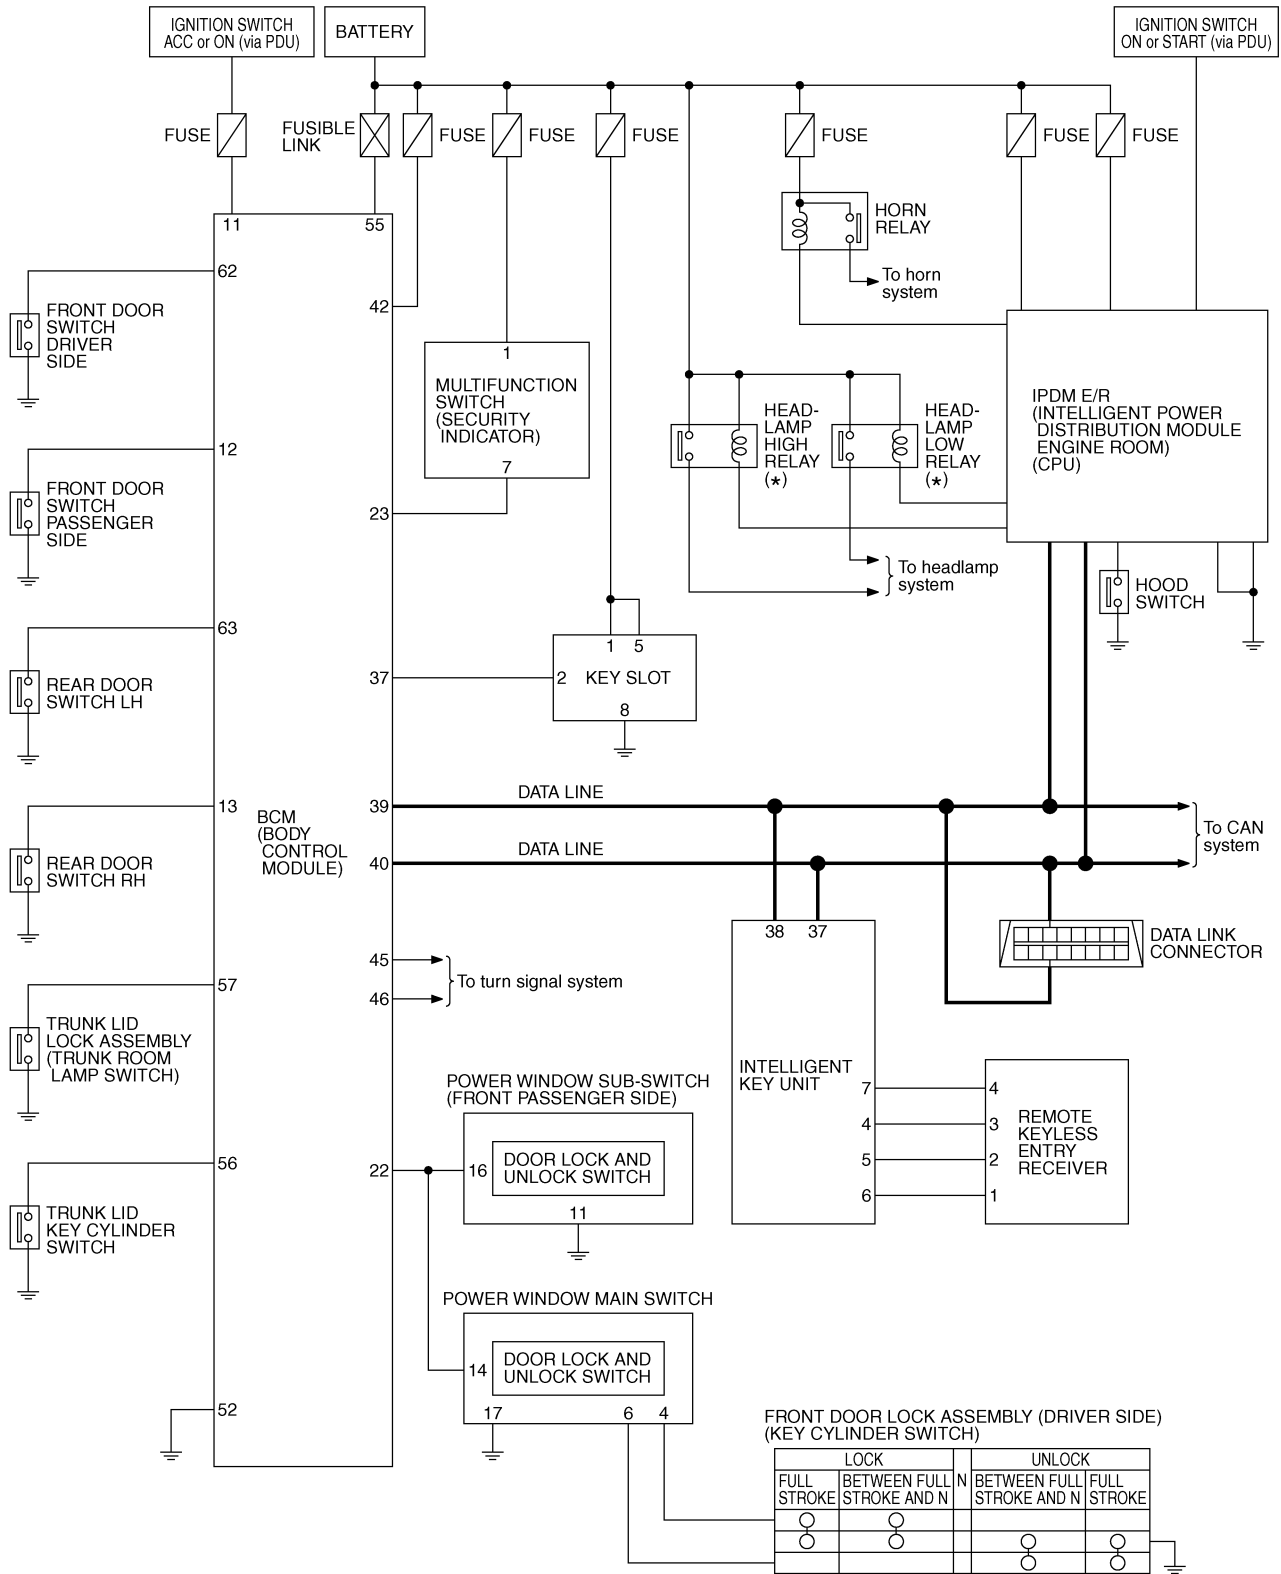 IGNITION SWITCH
ACC or ON (via PDU)
BATTERY
IGNITION SWITCH
ON or START (via PDU)
FUSE
FUSIBLE
LINK
FUSE
FUSE
FUSE
FUSE
FUSE
FUSE
11
55
HORN
RELAY
To horn
system
62
42
FRONT DOOR
SWITCH
DRIVER
SIDE
1
MULTIFUNCTION
SWITCH
(SECURITY
INDICATOR)
7
HEAD-
LAMP
HIGH
RELAY
(*)
HEAD-
LAMP
LOW
RELAY
(*)
IPDM E/R
(INTELLIGENT POWER
DISTRIBUTION MODULE
ENGINE ROOM)
(CPU)
12
23
FRONT DOOR
SWITCH
PASSENGER
SIDE
To headlamp
system
HOOD
SWITCH
63
37
1
5
2
KEY SLOT
8
REAR DOOR
SWITCH LH
13
BCM
(BODY
CONTROL
MODULE)
39
DATA LINE
40
DATA LINE
To CAN
system
REAR DOOR
SWITCH RH
38
37
DATA LINK
CONNECTOR
45
46
To turn signal system
57
TRUNK LID
LOCK ASSEMBLY
(TRUNK ROOM
LAMP SWITCH)
INTELLIGENT
KEY UNIT
7
4
5
6
4
3
2
1
REMOTE
KEYLESS
ENTRY
RECEIVER
POWER WINDOW SUB-SWITCH
(FRONT PASSENGER SIDE)
56
22
16
DOOR LOCK AND
UNLOCK SWITCH
11
TRUNK LID
KEY CYLINDER
SWITCH
POWER WINDOW MAIN SWITCH
14
DOOR LOCK AND
UNLOCK SWITCH
17
6
4
52
FRONT DOOR LOCK ASSEMBLY (DRIVER SIDE)
(KEY CYLINDER SWITCH)
LOCK
UNLOCK
FULL
STROKE
BETWEEN FULL
STROKE AND N
N
BETWEEN FULL
STROKE AND N
FULL
STROKE